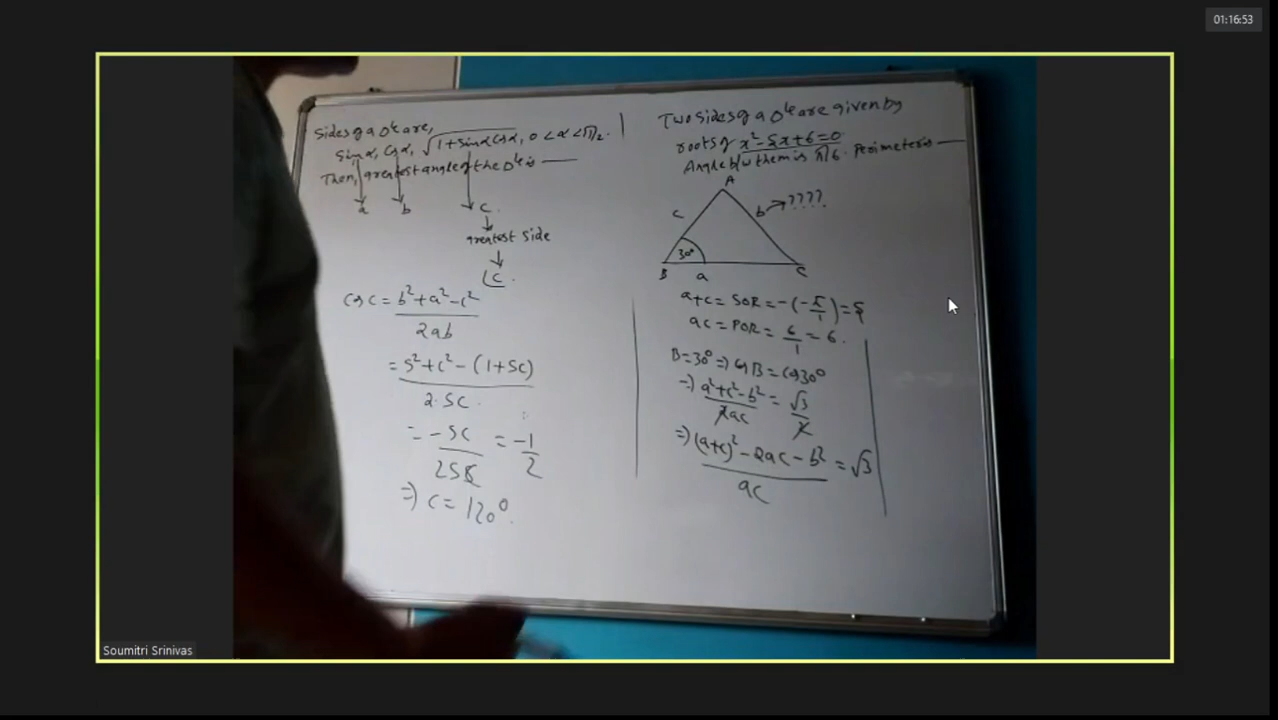 01:16:53
Sides of a Δle are,
Sinα, Cosα, √1+Sinα Cosα, 0 < α < π/2.
Then, greatest angle of the Δle is ——
a b c.
greatest side
∠C.
Cos C = b²+a²-c² / 2ab
= S²+C² - (1+SC) / 2·SC
= -SC / 2SC = -1/2
⇒ C = 120°.
Two sides of a Δle are given by
roots of x²-5x+6=0
Angle b/w them is π/6. Perimeter is ——
A
c b → ????
30°
B a C
a+c = SOR = -(-5/1) = 5
ac = POR = 6/1 = 6.
B=30° ⇒ Cos B = Cos 30°
⇒ a²+c²-b² / 2ac = √3/2
⇒ (a+c)² - 2ac - b² / ac = √3
Soumitri Srinivas